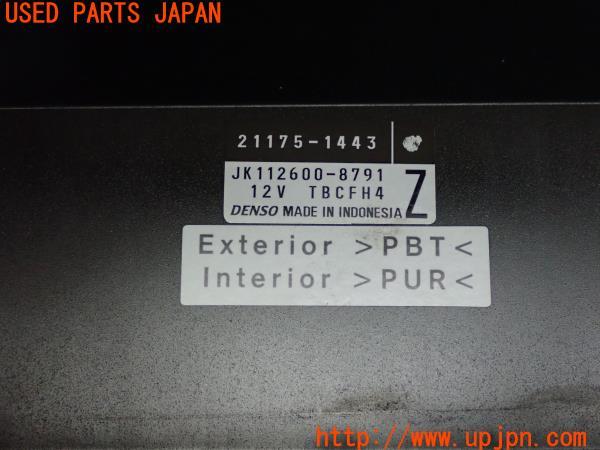 USED PARTS JAPAN
21175-1443
JK112600-8791
12V TBCFH4
Z
DENSO MADE IN INDONESIA
Exterior >PBT<
Interior >PUR<
http://www.upjpn.com